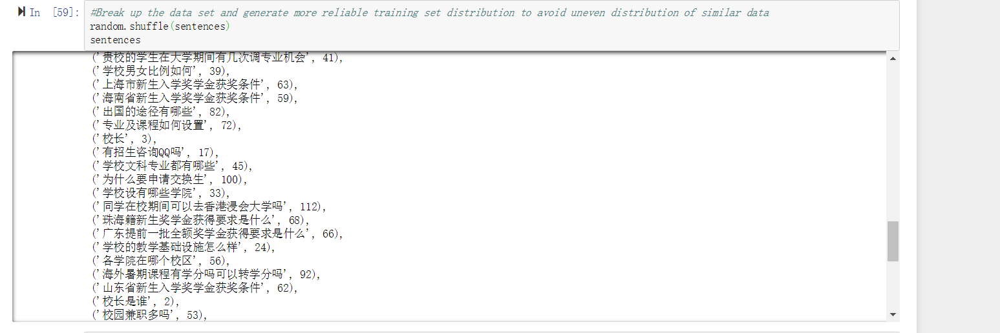 In [59]:
#Break up the data set and generate more reliable training set distribution to avoid uneven distribution of similar data
random.shuffle(sentences)
sentences
('贵校的学生在大学期间有几次调专业机会', 41),
('学校男女比例如何', 39),
('上海市新生入学奖学金获奖条件', 63),
('海南省新生入学奖学金获奖条件', 59),
('出国的途径有哪些', 82),
('专业及课程如何设置', 72),
('校长', 3),
('有招生咨询QQ吗', 17),
('学校文科专业都有哪些', 45),
('为什么要申请交换生', 100),
('学校设有哪些学院', 33),
('同学在校期间可以去香港浸会大学吗', 112),
('珠海籍新生奖学金获得要求是什么', 68),
('广东提前一批全额奖学金获得要求是什么', 66),
('学校的教学基础设施怎么样', 24),
('各学院在哪个校区', 56),
('海外暑期课程有学分吗可以转学分吗', 92),
('山东省新生入学奖学金获奖条件', 62),
('校长是谁', 2),
('校园兼职多吗', 53),